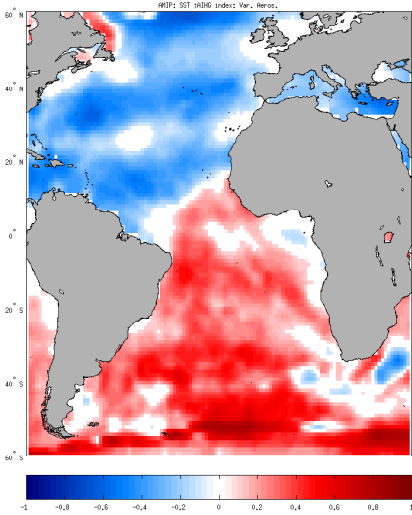 AMIP: SST :AIHG index: Var. Aeros.
60° N
40° N
20° N
0°
20° S
40° S
60° S
-1 -0.8 -0.6 -0.4 -0.2 0 0.2 0.4 0.6 0.8 1